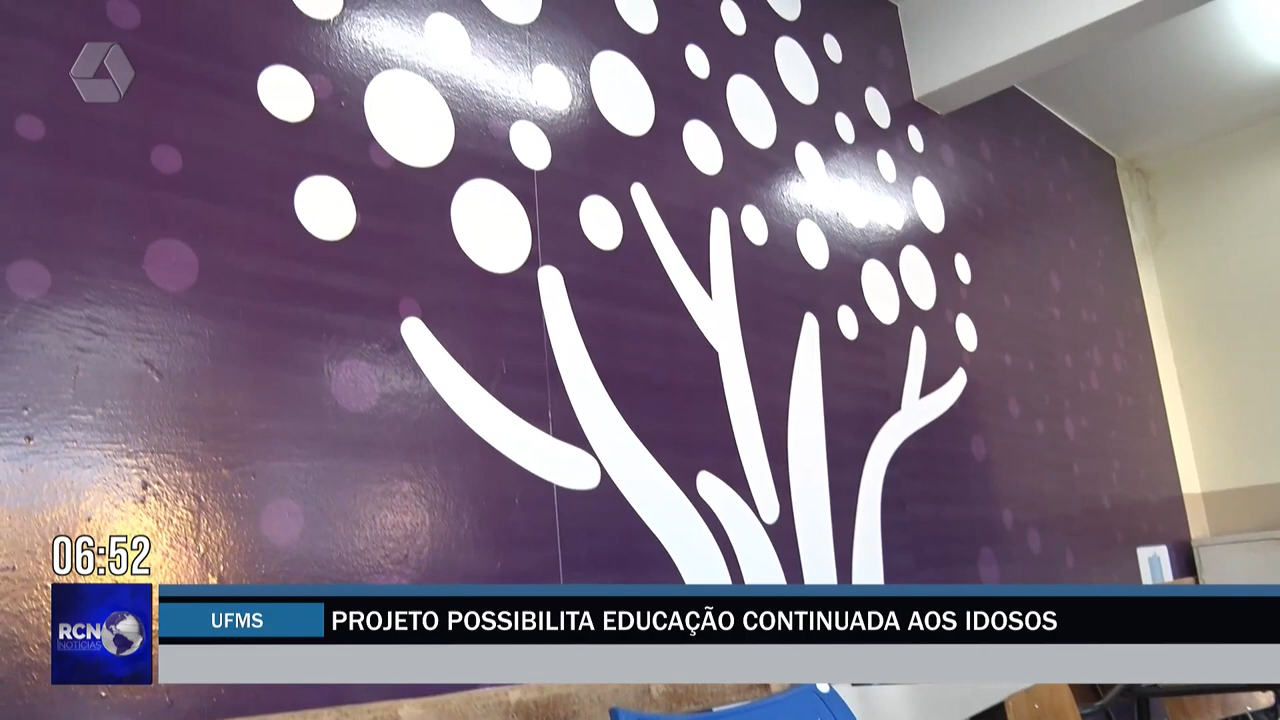 06:52
RCN
NOTÍCIAS
UFMS
PROJETO POSSIBILITA EDUCAÇÃO CONTINUADA AOS IDOSOS